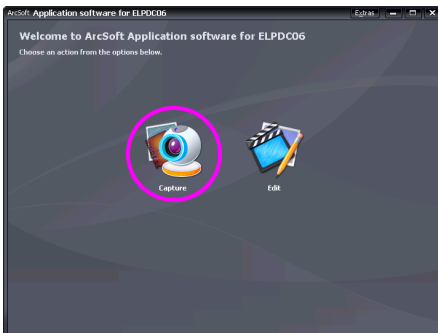 ArcSoft Application software for ELPDC06 Extras
Welcome to ArcSoft Application software for ELPDC06
Choose an action from the options below.
Capture Edit